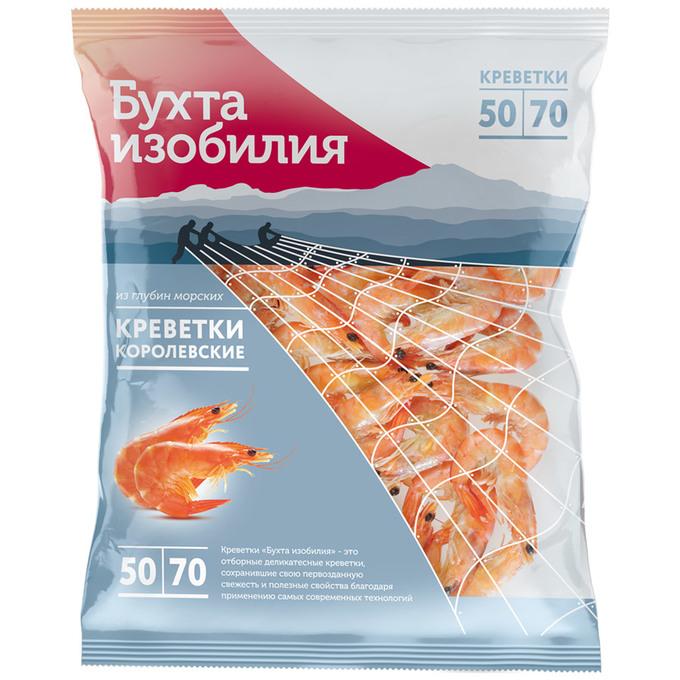 Бухта
изобилия
КРЕВЕТКИ
50|70
из глубин морских
КРЕВЕТКИ
КОРОЛЕВСКИЕ
50|70
Креветки «Бухта изобилия» - это
отборные деликатесные креветки,
сохранившие свою первозданную
свежесть и полезные свойства благодаря
применению самых современных технологий